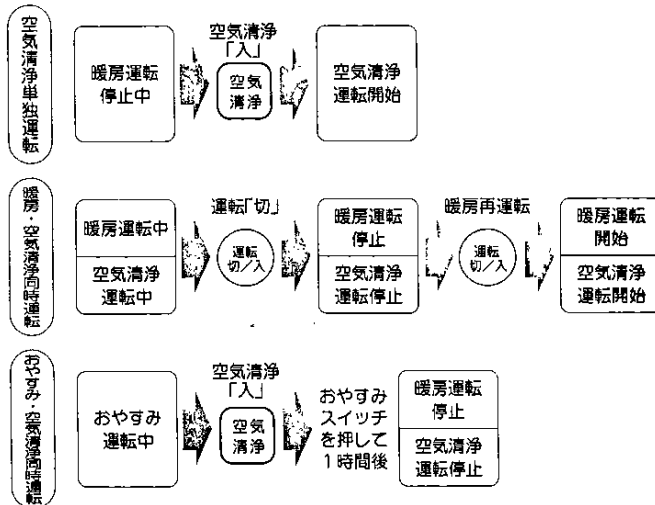 空気清浄単独運転
暖房運転
停止中
空気清浄
「入」
空気
清浄
空気清浄
運転開始
暖房・空気清浄同時運転
暖房運転中
空気清浄
運転中
運転「切」
運転
切／入
暖房運転
停止
空気清浄
運転停止
暖房再運転
運転
切／入
暖房運転
開始
空気清浄
運転開始
おやすみ・空気清浄同時運転
おやすみ
運転中
空気清浄
「入」
空気
清浄
おやすみ
スイッチ
を押して
1時間後
暖房運転
停止
空気清浄
運転停止